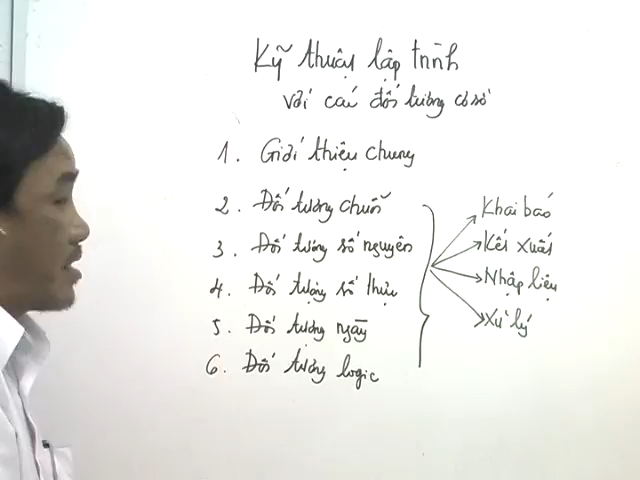 Kỹ thuật lập trình
với các đối tượng cơ sở
1. Giới thiệu chung
2. Đối tượng chuỗi
3. Đối tượng số nguyên
4. Đối tượng số thực
5. Đối tượng ngày
6. Đối tượng logic
Khai báo
Kết xuất
Nhập liệu
Xử lý